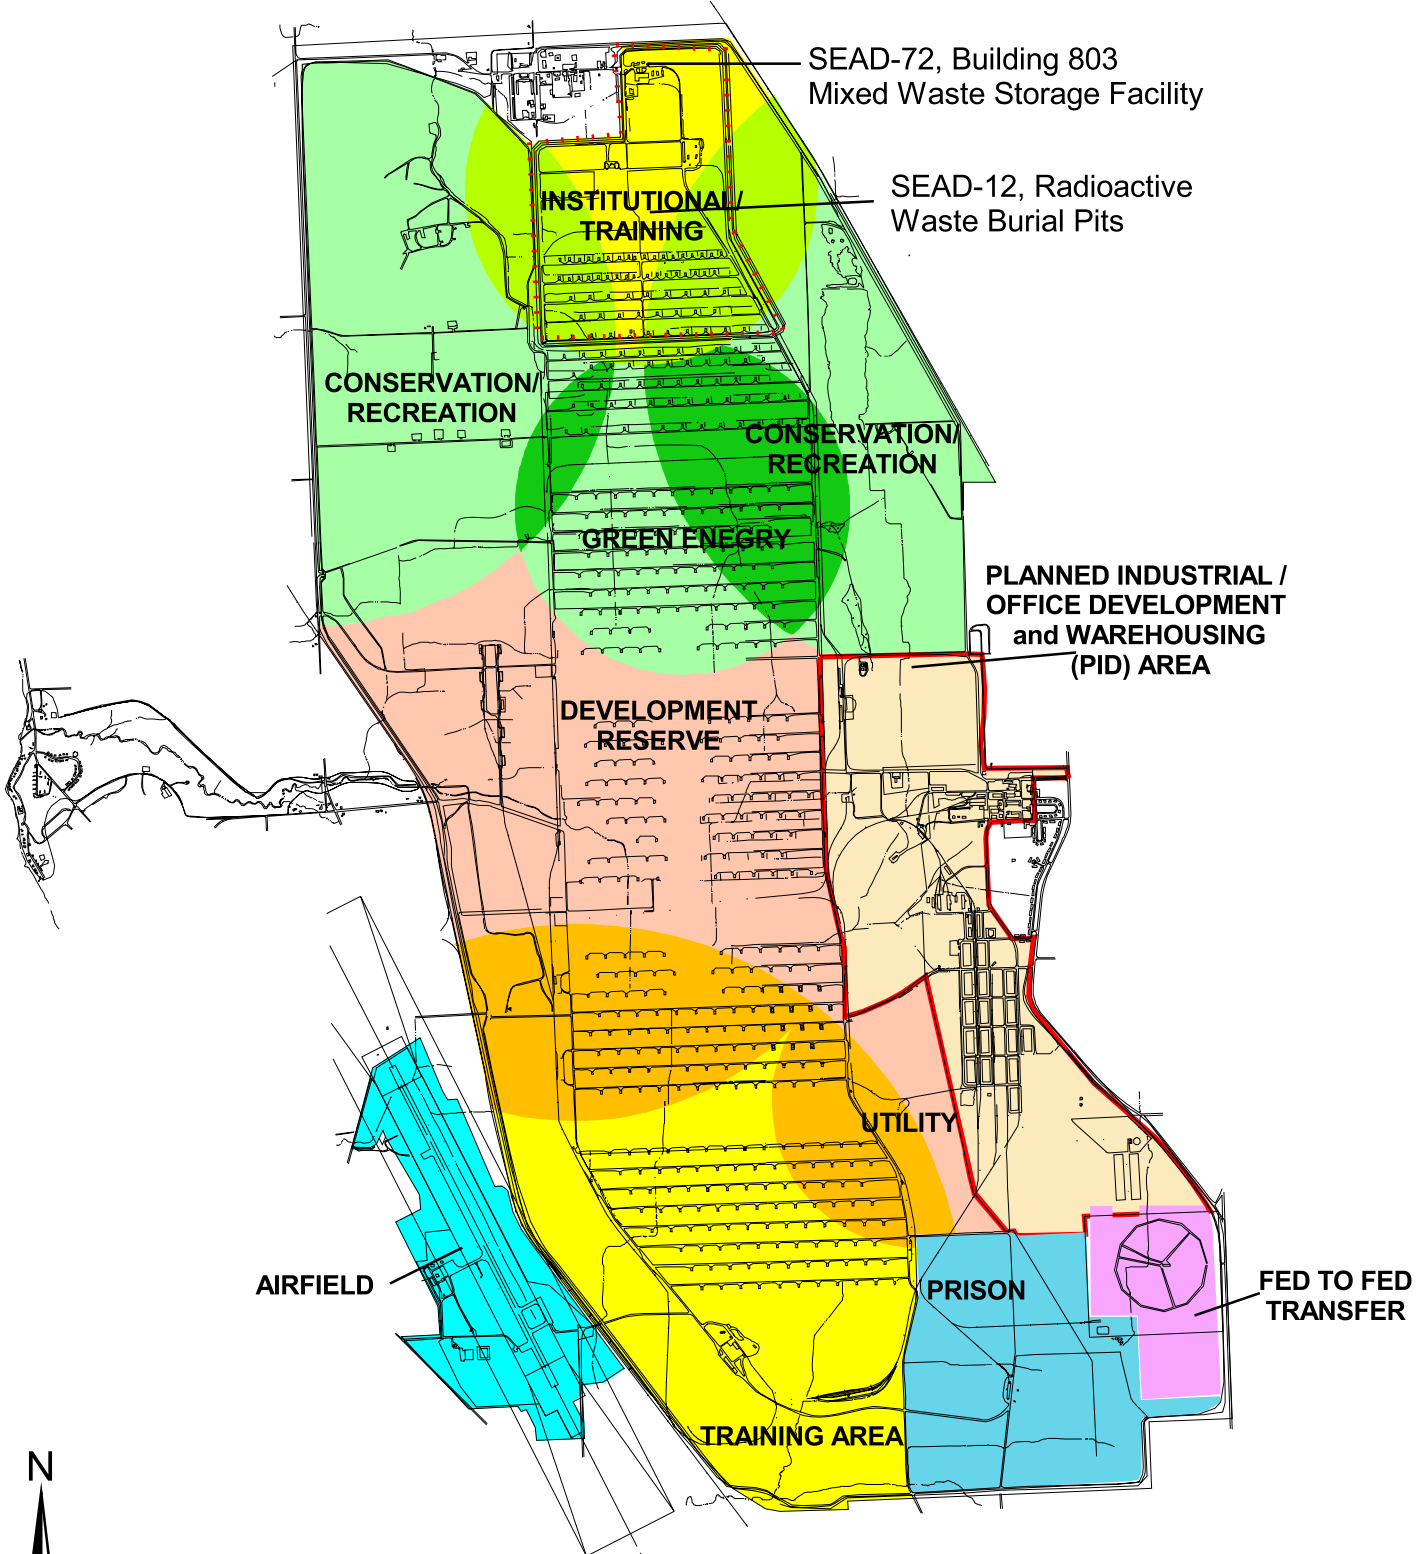 SEAD-72, Building 803
Mixed Waste Storage Facility
SEAD-12, Radioactive
Waste Burial Pits
INSTITUTIONAL/
TRAINING
CONSERVATION/
RECREATION
CONSERVATION/
RECREATION
GREEN ENEGRY
PLANNED INDUSTRIAL /
OFFICE DEVELOPMENT
and WAREHOUSING
(PID) AREA
DEVELOPMENT
RESERVE
UTILITY
AIRFIELD
PRISON
FED TO FED
TRANSFER
TRAINING AREA
N